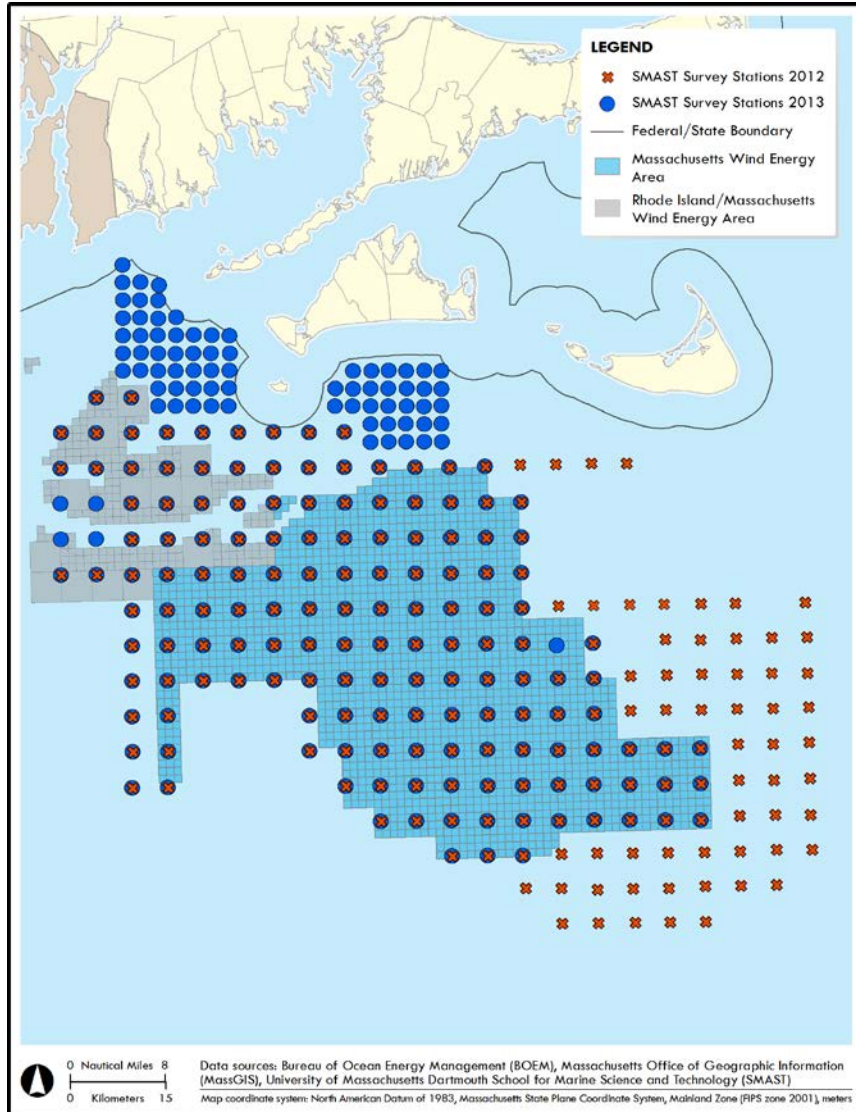 LEGEND
SMAST Survey Stations 2012
SMAST Survey Stations 2013
Federal/State Boundary
Massachusetts Wind Energy
Area
Rhode Island/Massachusetts
Wind Energy Area
0 Nautical Miles 8
0 Kilometers 15
Data sources: Bureau of Ocean Energy Management (BOEM), Massachusetts Office of Geographic Information
(MassGIS), University of Massachusetts Dartmouth School for Marine Science and Technology (SMAST)
Map coordinate system: North American Datum of 1983, Massachusetts State Plane Coordinate System, Mainland Zone (FIPS zone 2001), meters